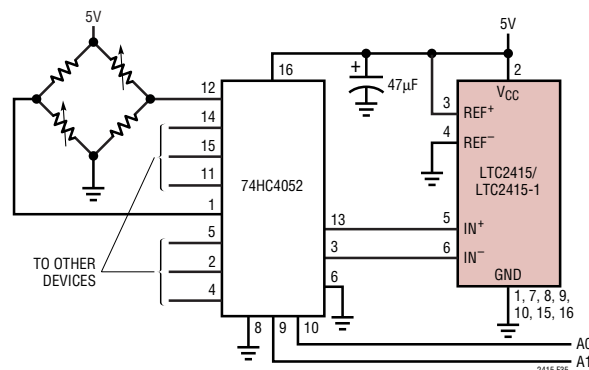 5V
5V
16
2
12
+
47µF
VCC
14
3
REF+
15
4
REF−
11
74HC4052
LTC2415/
LTC2415-1
1
13
5
IN+
5
3
6
IN−
TO OTHER
DEVICES
2
6
GND
4
1, 7, 8, 9,
10, 15, 16
8
9
10
A0
A1
2415 F35